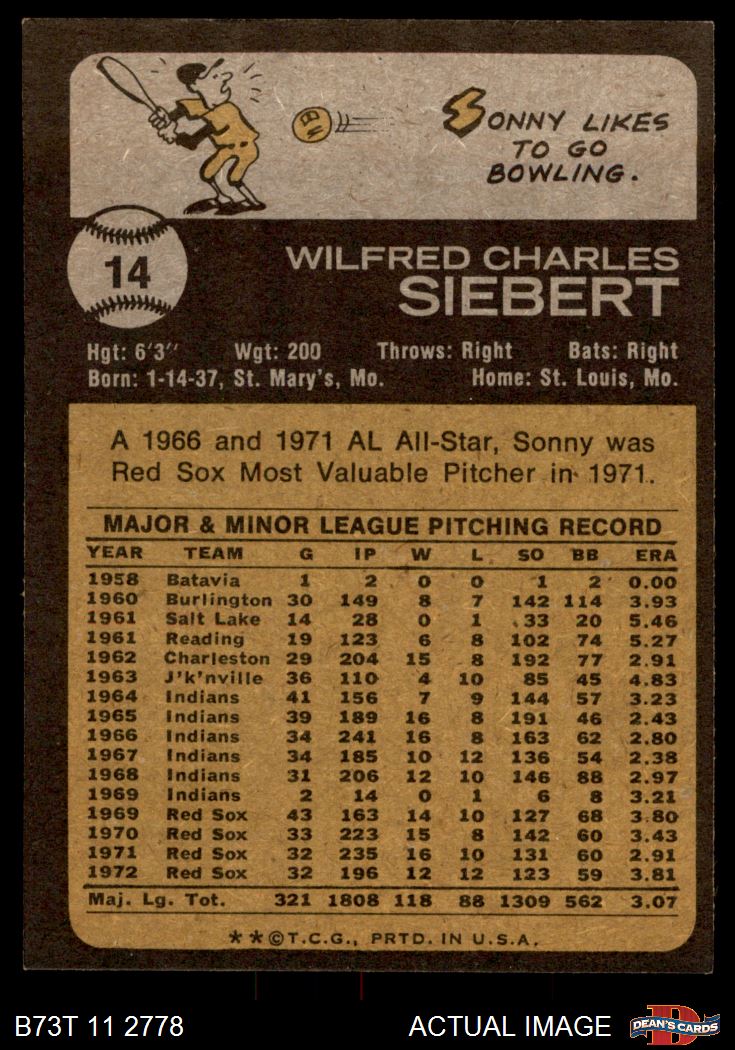 SONNY LIKES
TO GO
BOWLING.
14
WILFRED CHARLES
SIEBERT
Hgt: 6'3" Wgt: 200 Throws: Right Bats: Right
Born: 1-14-37, St. Mary's, Mo. Home: St. Louis, Mo.
A 1966 and 1971 AL All-Star, Sonny was
Red Sox Most Valuable Pitcher in 1971.
MAJOR & MINOR LEAGUE PITCHING RECORD
YEAR TEAM G IP W L SO BB ERA
1958 Batavia 1 2 0 0 1 2 0.00
1960 Burlington 30 149 8 7 142 114 3.93
1961 Salt Lake 14 28 0 1 33 20 5.46
1961 Reading 19 123 6 8 102 74 5.27
1962 Charleston 29 204 15 8 192 77 2.91
1963 J'k'nville 36 110 4 10 85 45 4.83
1964 Indians 41 156 7 9 144 57 3.23
1965 Indians 39 189 16 8 191 46 2.43
1966 Indians 34 241 16 8 163 62 2.80
1967 Indians 34 185 10 12 136 54 2.38
1968 Indians 31 206 12 10 146 88 2.97
1969 Indians 2 14 0 1 6 8 3.21
1969 Red Sox 43 163 14 10 127 68 3.80
1970 Red Sox 33 223 15 8 142 60 3.43
1971 Red Sox 32 235 16 10 131 60 2.91
1972 Red Sox 32 196 12 12 123 59 3.81
Maj. Lg. Tot. 321 1808 118 88 1309 562 3.07
**©T.C.G., PRTD. IN U.S.A.
B73T 11 2778 ACTUAL IMAGE DEAN'S CARDS